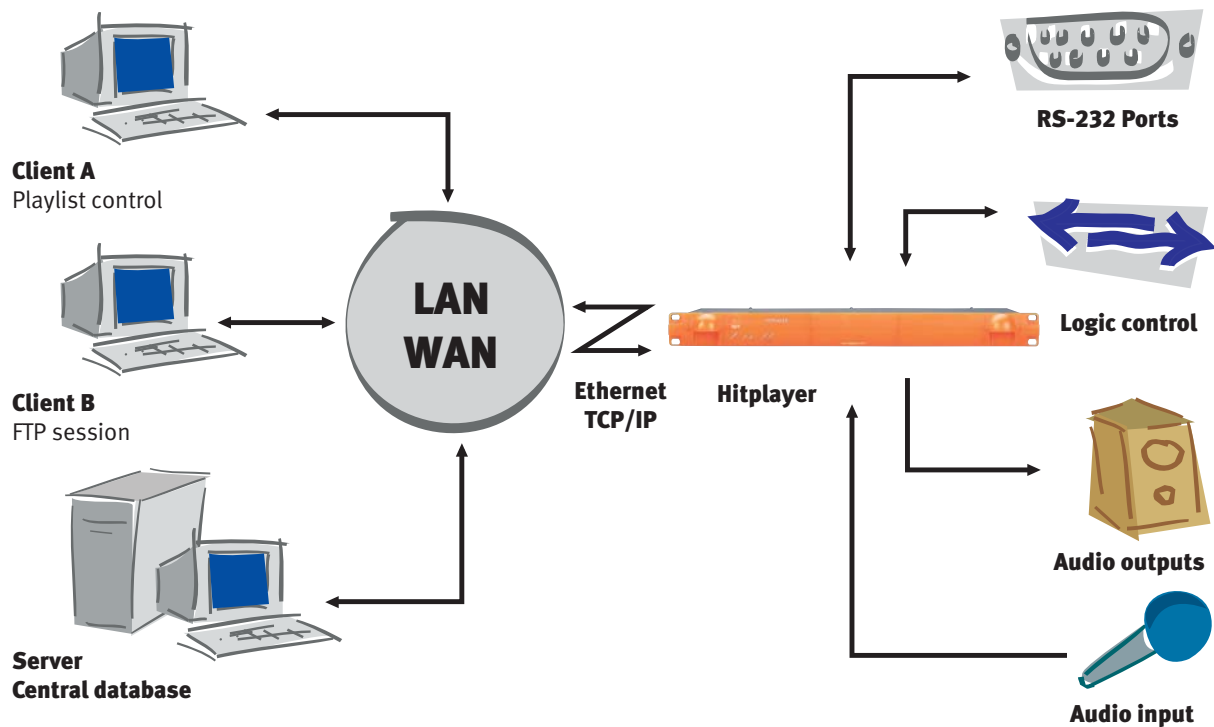 Client A
Playlist control
Client B
FTP session
Server
Central database
LAN
WAN
Ethernet
TCP/IP
Hitplayer
RS-232 Ports
Logic control
Audio outputs
Audio input